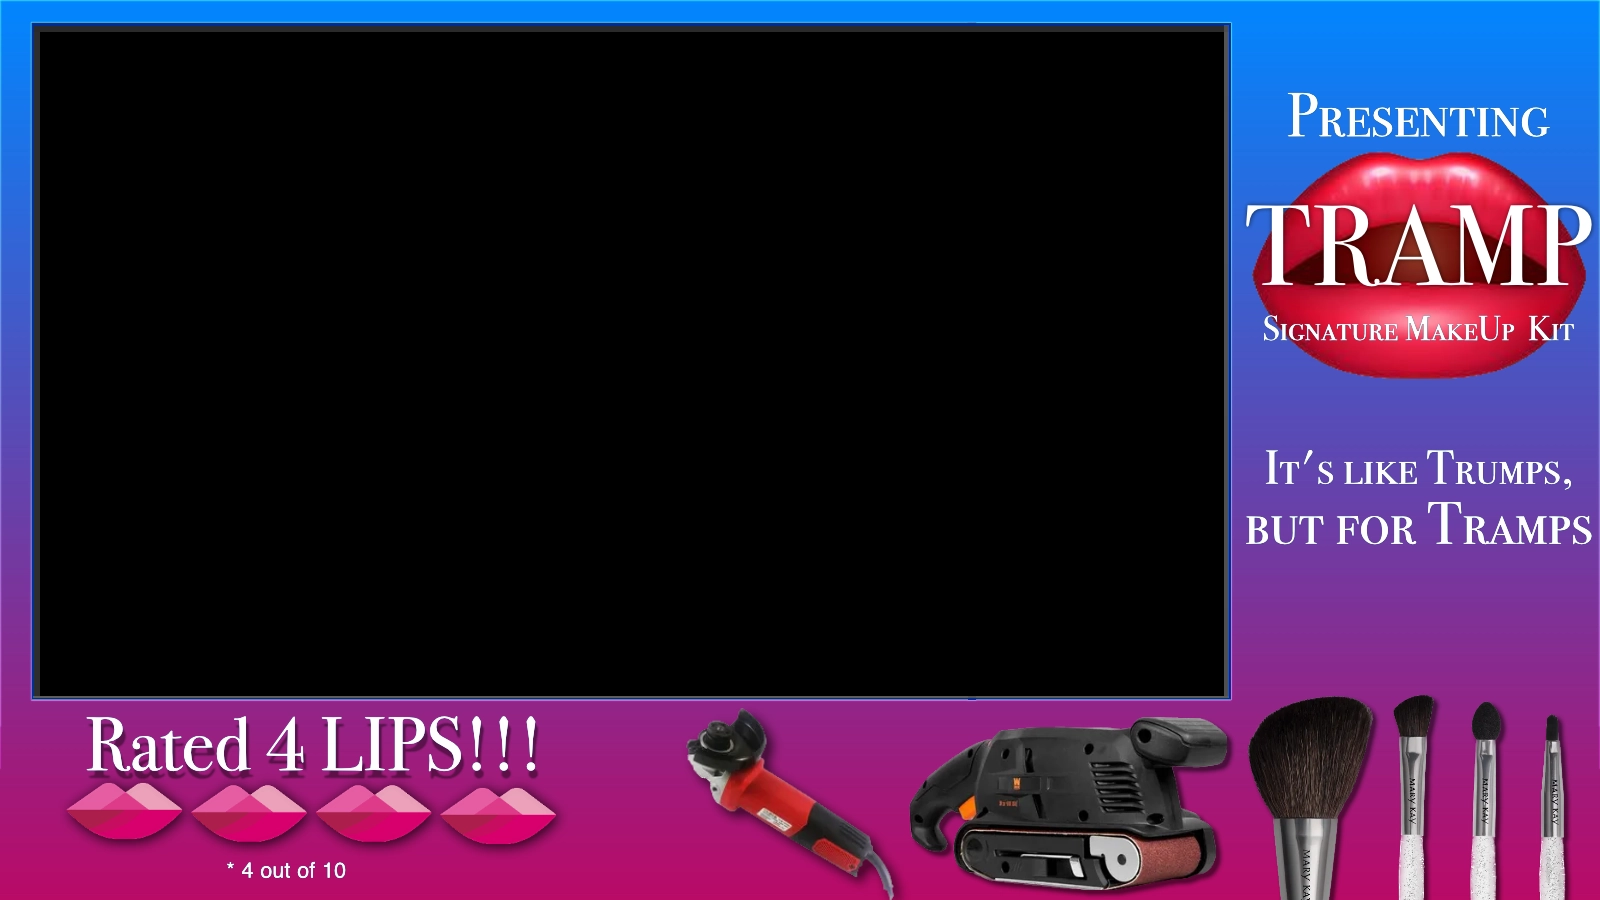 Presenting
TRAMP
Signature MakeUp Kit
It's like Trumps,
but for Tramps
Rated 4 LIPS!!!
* 4 out of 10
MARY KAY
MARY KAY
MARY KAY
MARY KAY